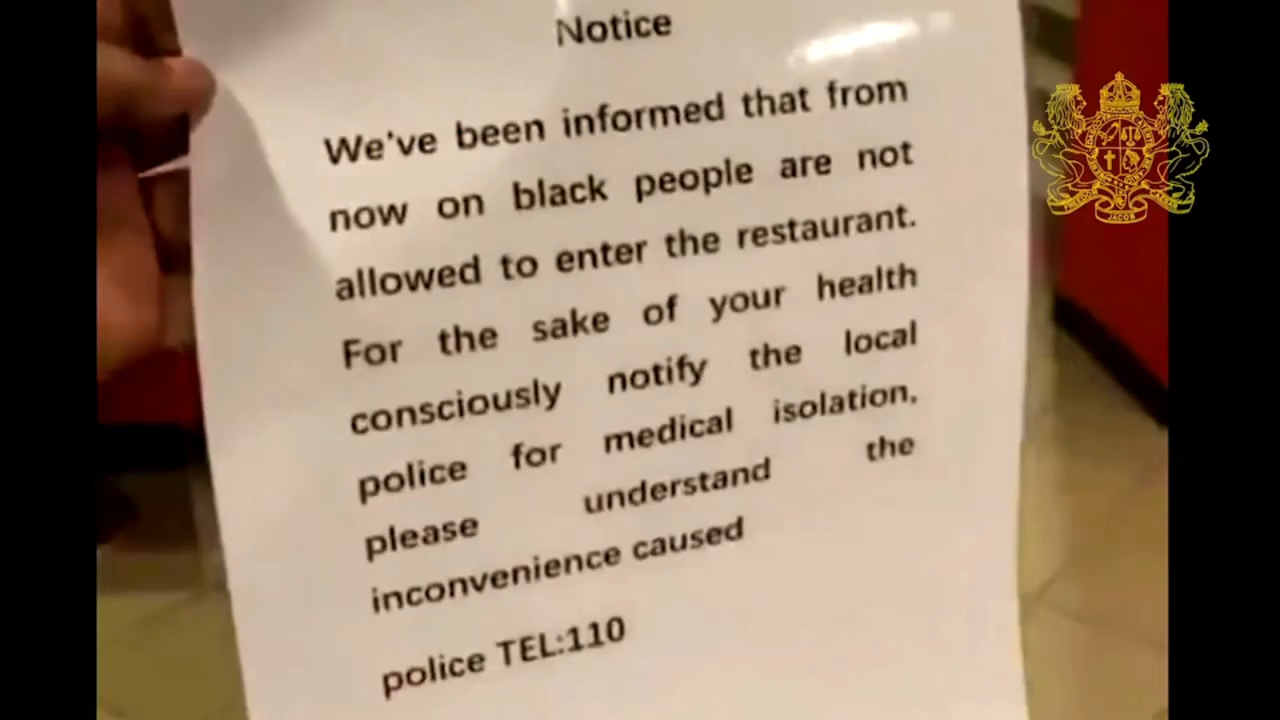 Notice
We've been informed that from
now on black people are not
allowed to enter the restaurant.
For the sake of your health
consciously notify the local
police for medical isolation,
please understand the
inconvenience caused
police TEL:110
JACOB